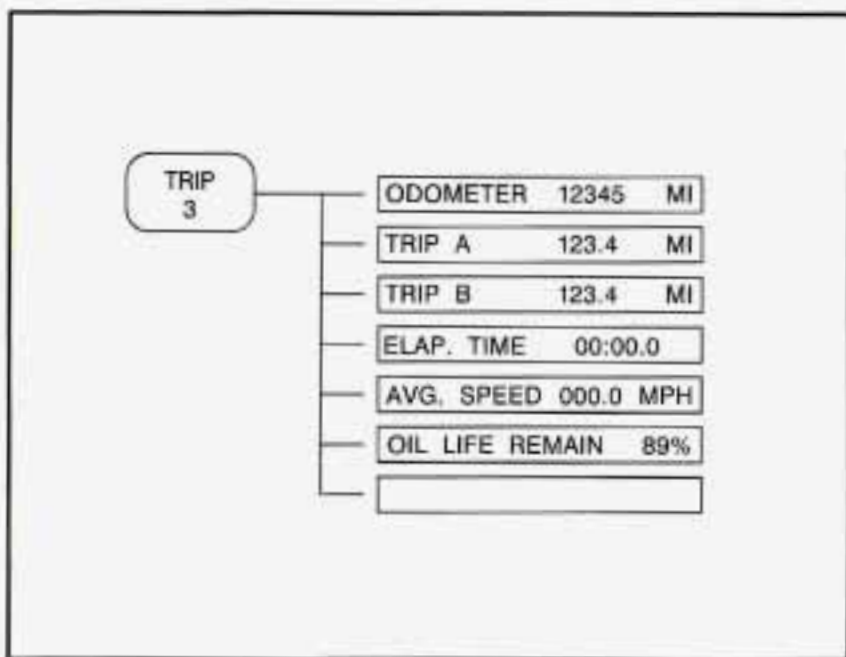 TRIP
3
ODOMETER 12345 MI
TRIP A 123.4 MI
TRIP B 123.4 MI
ELAP. TIME 00:00.0
AVG. SPEED 000.0 MPH
OIL LIFE REMAIN 89%